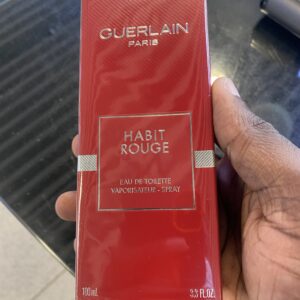 GUERLAIN
PARIS
HABIT
ROUGE
EAU DE TOILETTE
VAPORISATEUR - SPRAY
100mL 3.3 FL.OZ.